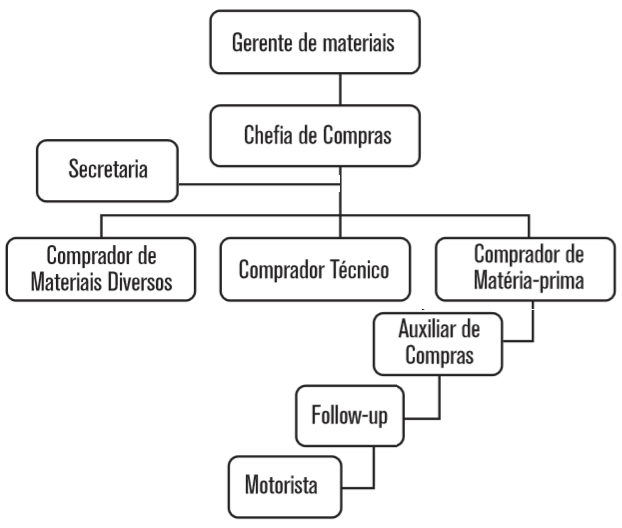 Gerente de materiais
Chefia de Compras
Secretaria
Comprador de
Materiais Diversos
Comprador Técnico
Comprador de
Matéria-prima
Auxiliar de
Compras
Follow-up
Motorista